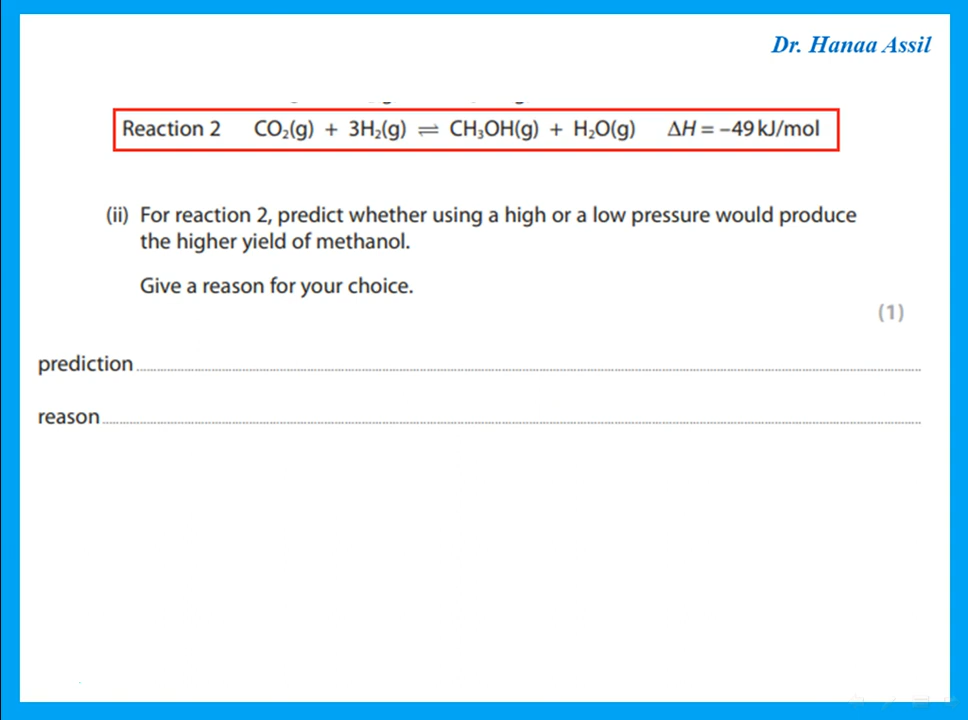 Dr. Hanaa Assil
Reaction 2 CO₂(g) + 3H₂(g) ⇌ CH₃OH(g) + H₂O(g) ΔH = −49 kJ/mol
(ii) For reaction 2, predict whether using a high or a low pressure would produce
the higher yield of methanol.
Give a reason for your choice.
(1)
prediction
reason